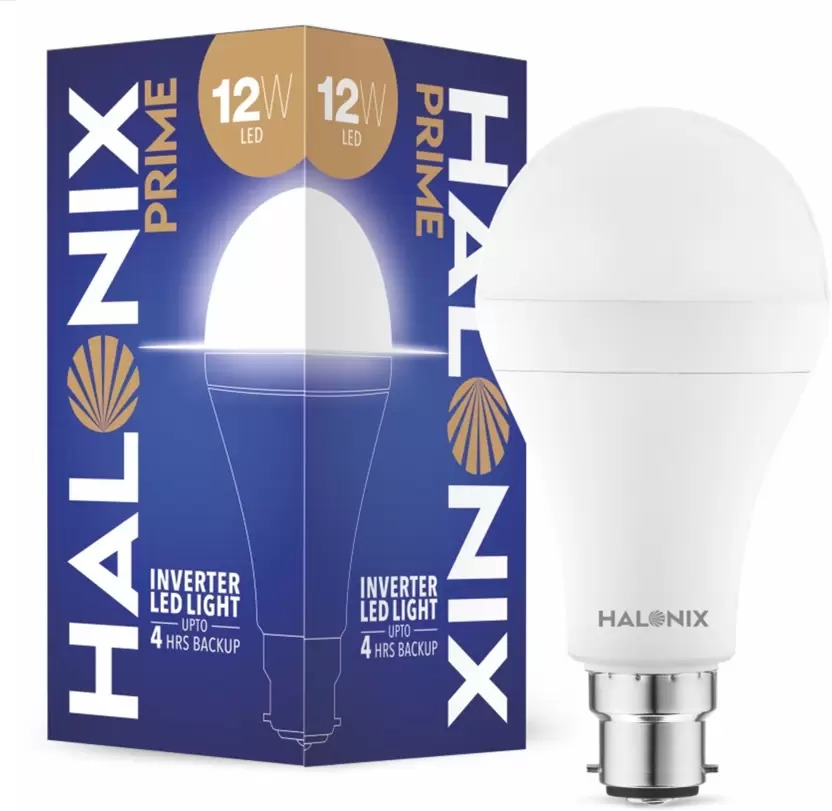 HALONIX
PRIME
12W
LED
INVERTER
LED LIGHT
UPTO
4 HRS BACKUP
12W
LED
PRIME
HALONIX
INVERTER
LED LIGHT
UPTO
4 HRS BACKUP
HALONIX